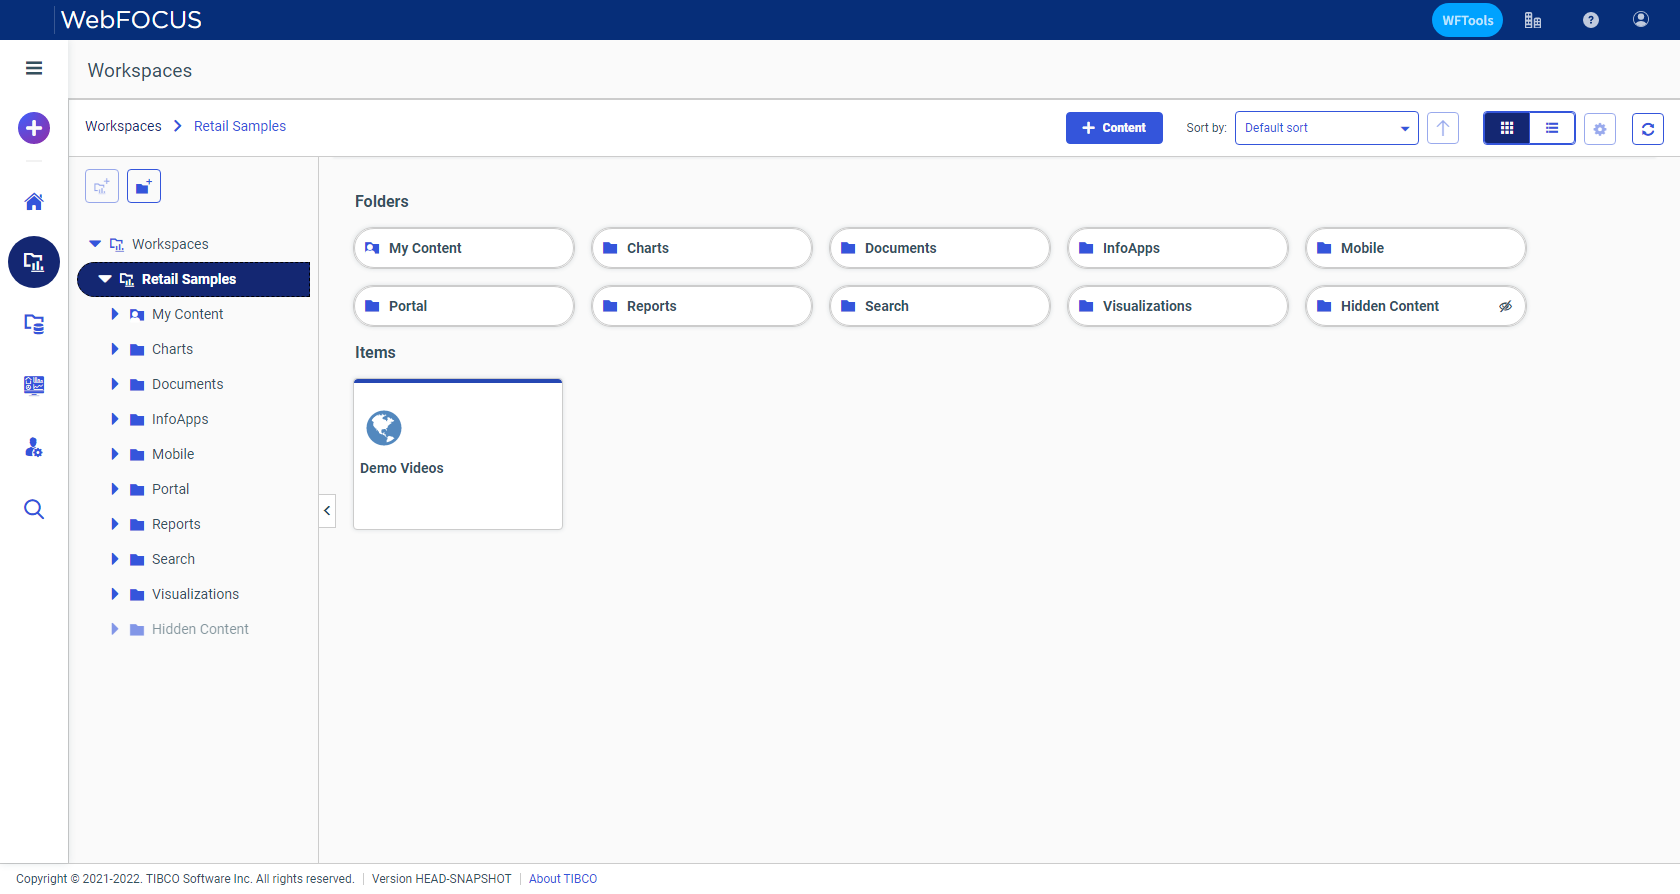 WebFOCUS
WFTools
Workspaces
Workspaces Retail Samples
Content
Sort by:
Default sort
Workspaces
Retail Samples
My Content
Charts
Documents
InfoApps
Mobile
Portal
Reports
Search
Visualizations
Hidden Content
Folders
My Content
Charts
Documents
InfoApps
Mobile
Portal
Reports
Search
Visualizations
Hidden Content
Items
Demo Videos
Copyright © 2021-2022. TIBCO Software Inc. All rights reserved. Version HEAD-SNAPSHOT About TIBCO